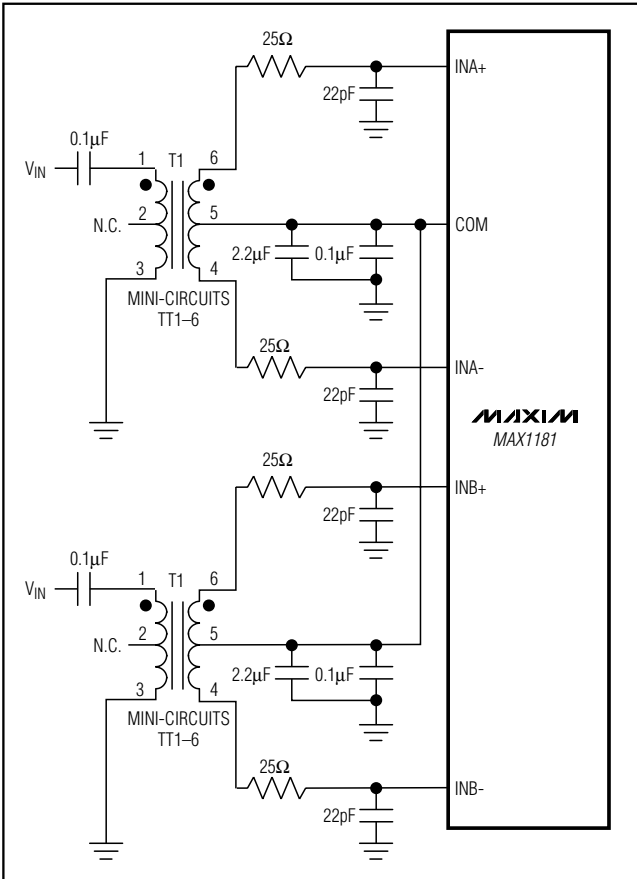 25Ω
INA+
22pF
0.1µF
VIN
1
T1
6
N.C.
2
5
COM
2.2µF
0.1µF
3
4
MINI-CIRCUITS
TT1–6
25Ω
INA-
22pF
MAXIM
MAX1181
25Ω
INB+
22pF
0.1µF
VIN
1
T1
6
N.C.
2
5
2.2µF
0.1µF
3
4
MINI-CIRCUITS
TT1–6
25Ω
INB-
22pF